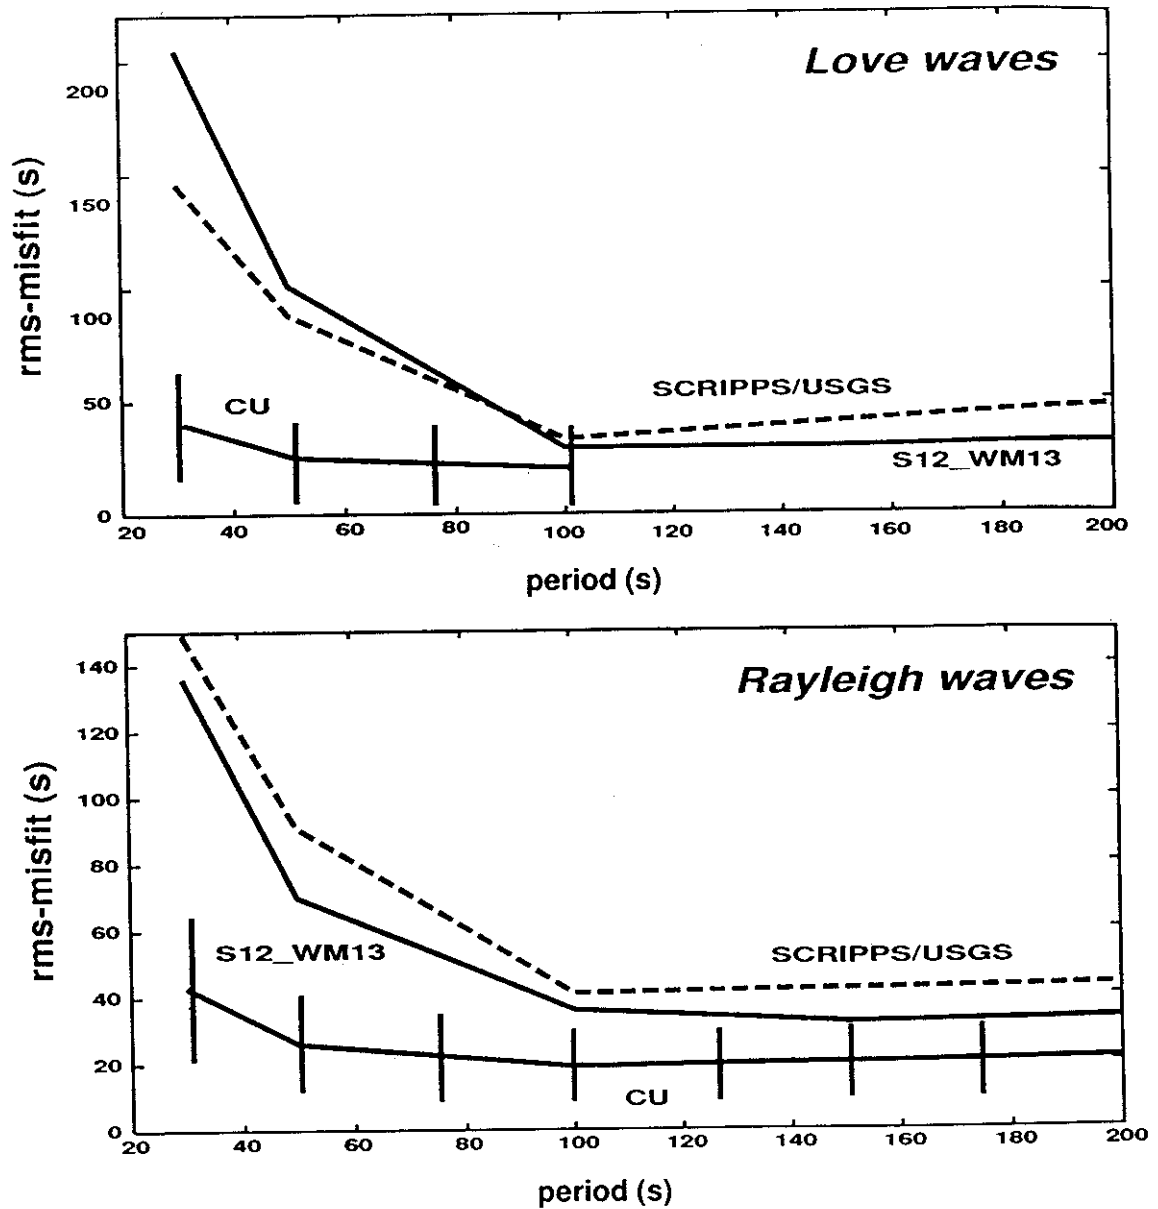 Love waves
rms-misfit (s)
200
150
100
50
0
CU
SCRIPPS/USGS
S12_WM13
20 40 60 80 100 120 140 160 180 200
period (s)
Rayleigh waves
rms-misfit (s)
140
120
100
80
60
40
20
0
S12_WM13
SCRIPPS/USGS
CU
20 40 60 80 100 120 140 160 180 200
period (s)